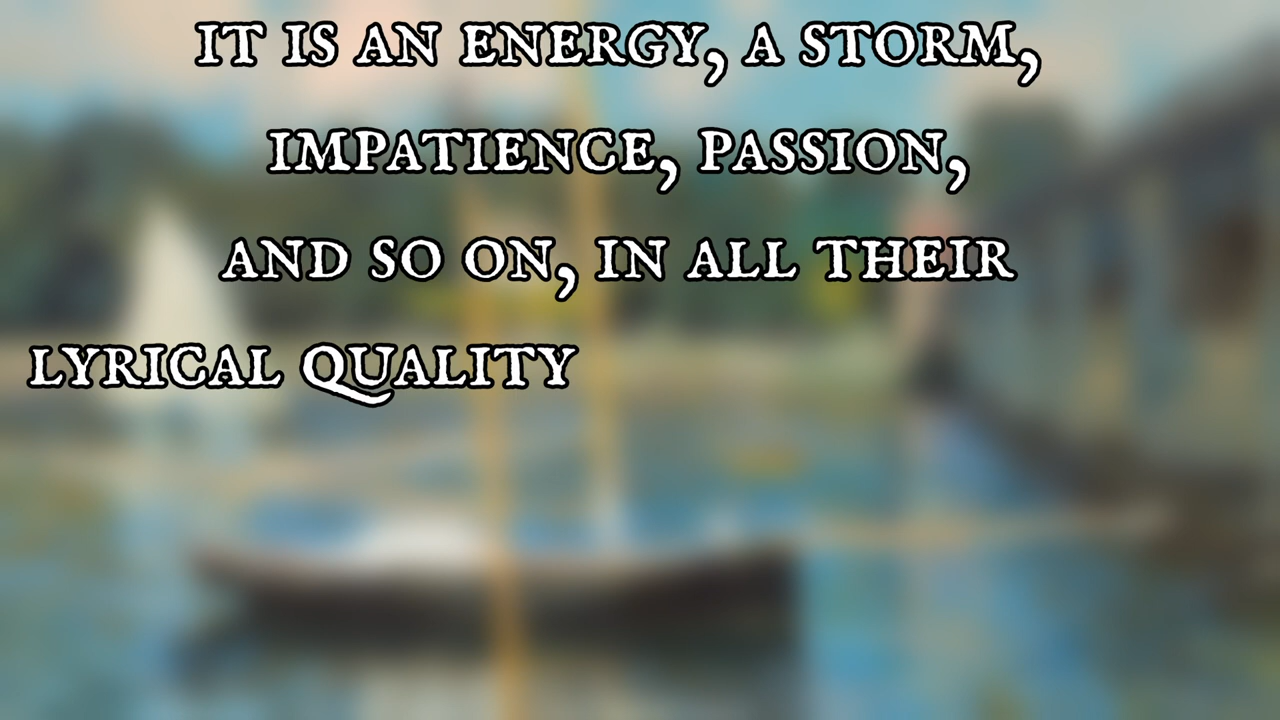 IT IS AN ENERGY, A STORM,
IMPATIENCE, PASSION,
AND SO ON, IN ALL THEIR
LYRICAL QUALITY